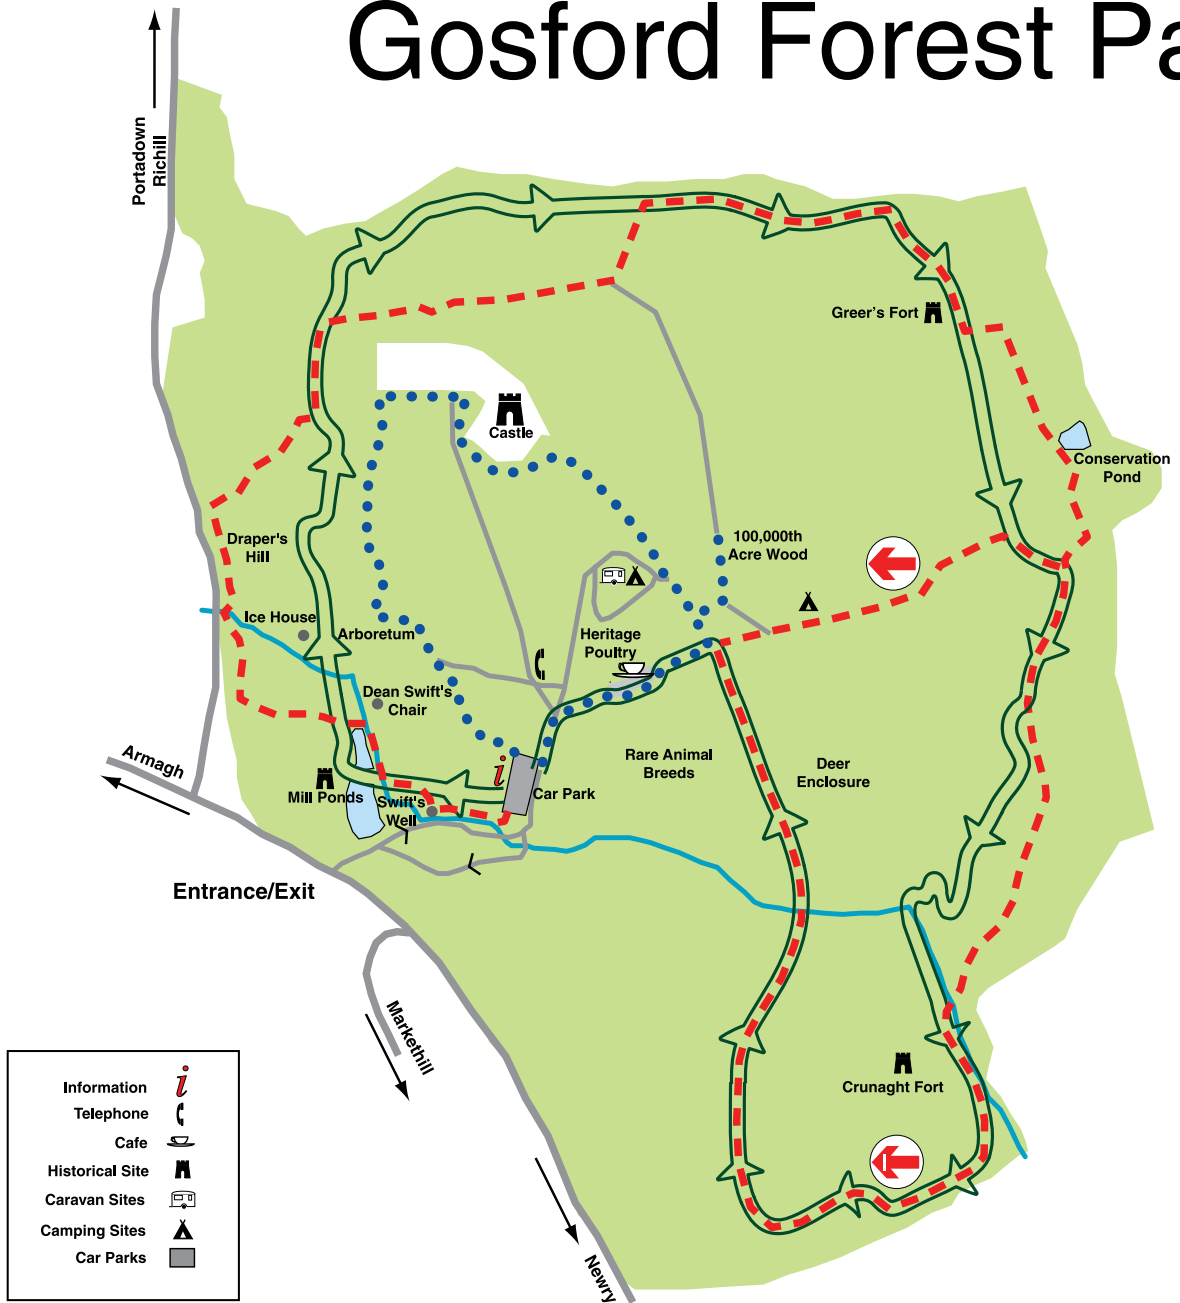 Gosford Forest Pa
Portadown
Richill
Greer's Fort
Castle
Conservation
Pond
100,000th
Acre Wood
Draper's
Hill
Ice House
Arboretum
Heritage
Poultry
Dean Swift's
Chair
Rare Animal
Breeds
Deer
Enclosure
i
Car Park
Mill Ponds
Swift's
Well
Armagh
Entrance/Exit
Markethill
Crunaght Fort
Newry
Information i
Telephone
Cafe
Historical Site
Caravan Sites
Camping Sites
Car Parks